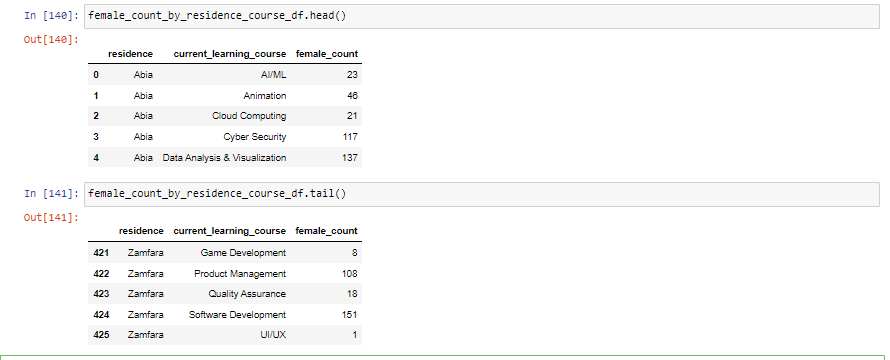 In [140]: female_count_by_residence_course_df.head()
Out[140]:
residence current_learning_course female_count
0 Abia AI/ML 23
1 Abia Animation 46
2 Abia Cloud Computing 21
3 Abia Cyber Security 117
4 Abia Data Analysis & Visualization 137
In [141]: female_count_by_residence_course_df.tail()
Out[141]:
residence current_learning_course female_count
421 Zamfara Game Development 8
422 Zamfara Product Management 108
423 Zamfara Quality Assurance 18
424 Zamfara Software Development 151
425 Zamfara UI/UX 1